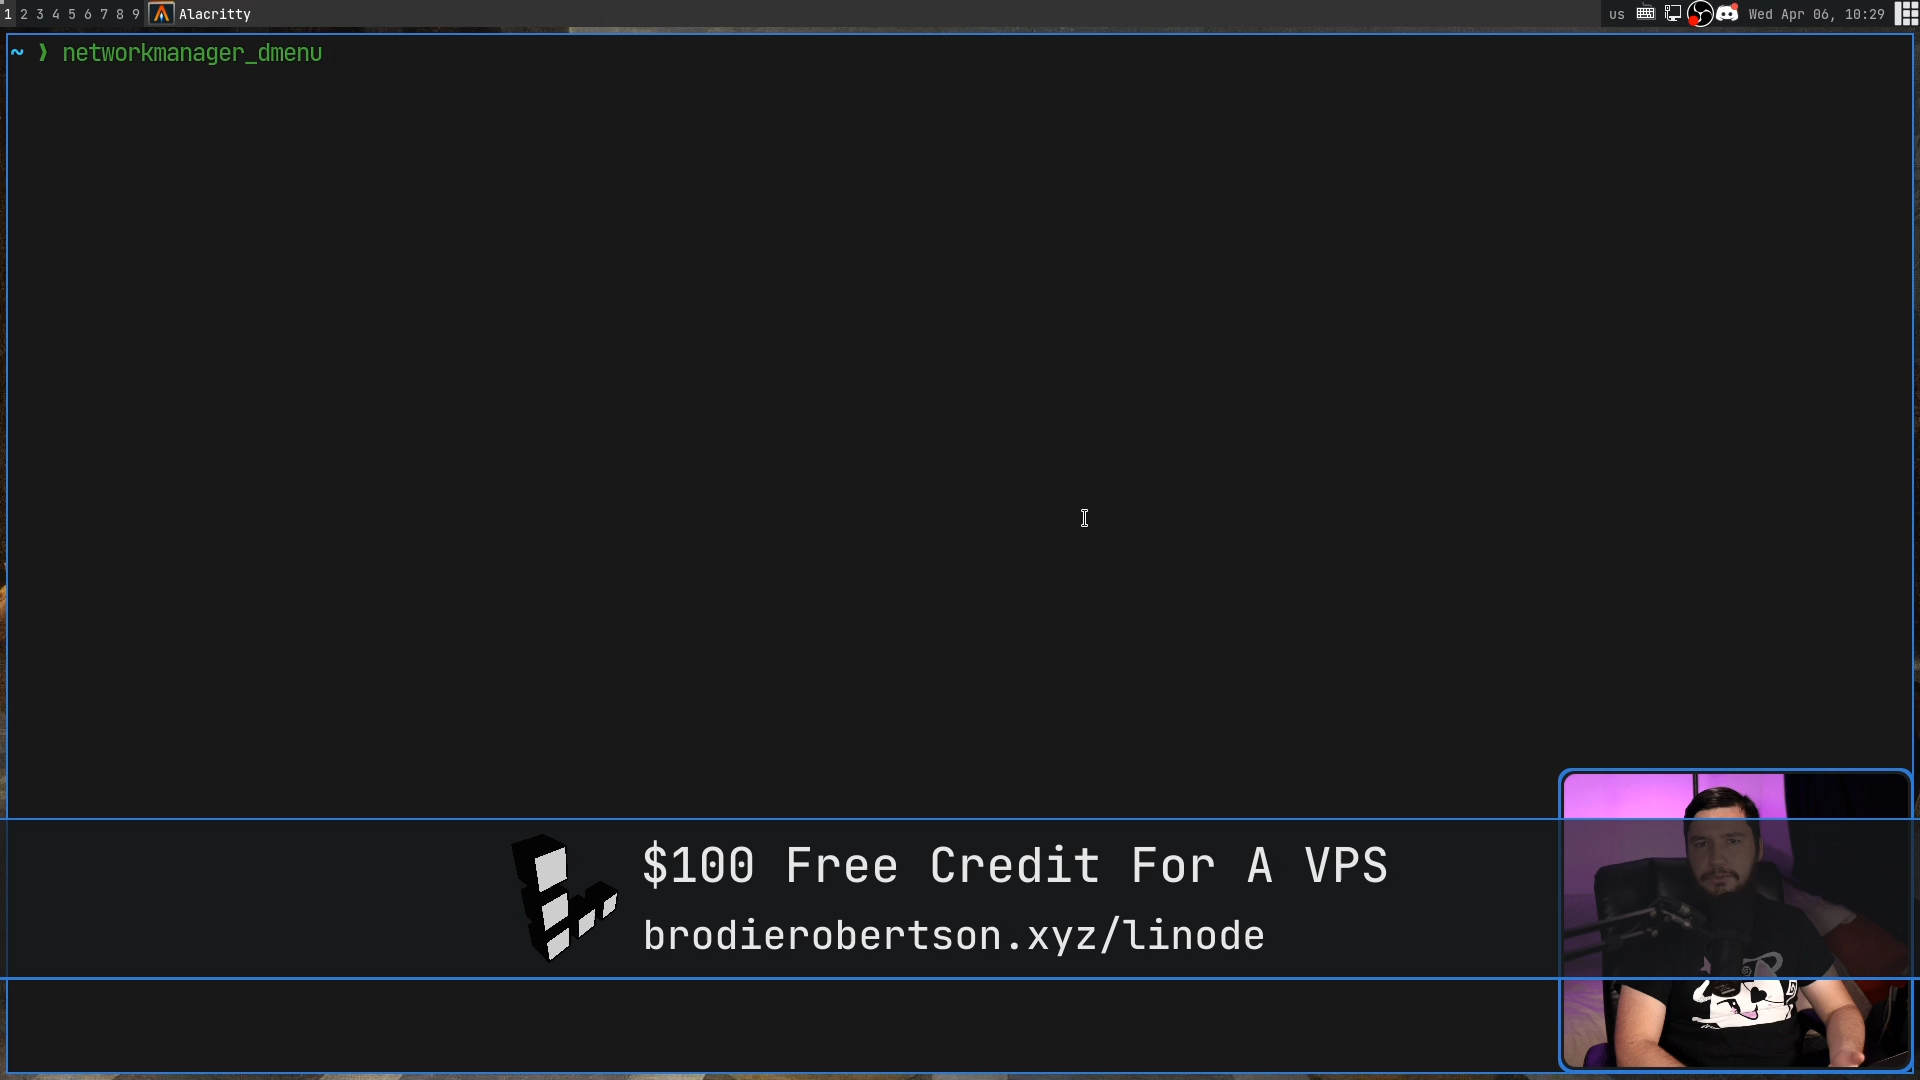 1 2 3 4 5 6 7 8 9 Alacritty us Wed Apr 06, 10:29
~ ❯ networkmanager_dmenu
$100 Free Credit For A VPS
brodierobertson.xyz/linode